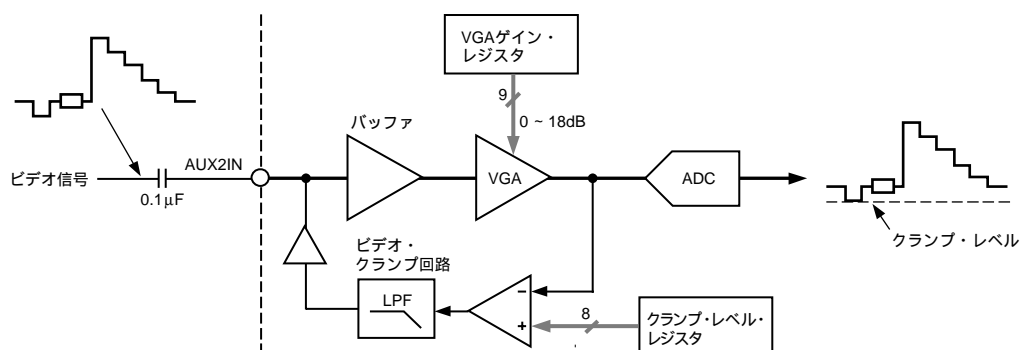 VGAゲイン・
レジスタ
9
0 ~ 18dB
バッファ
ビデオ信号
AUX2IN
0.1μF
VGA
ADC
クランプ・レベル
ビデオ・
クランプ回路
LPF
−
+
8
クランプ・レベル・
レジスタ